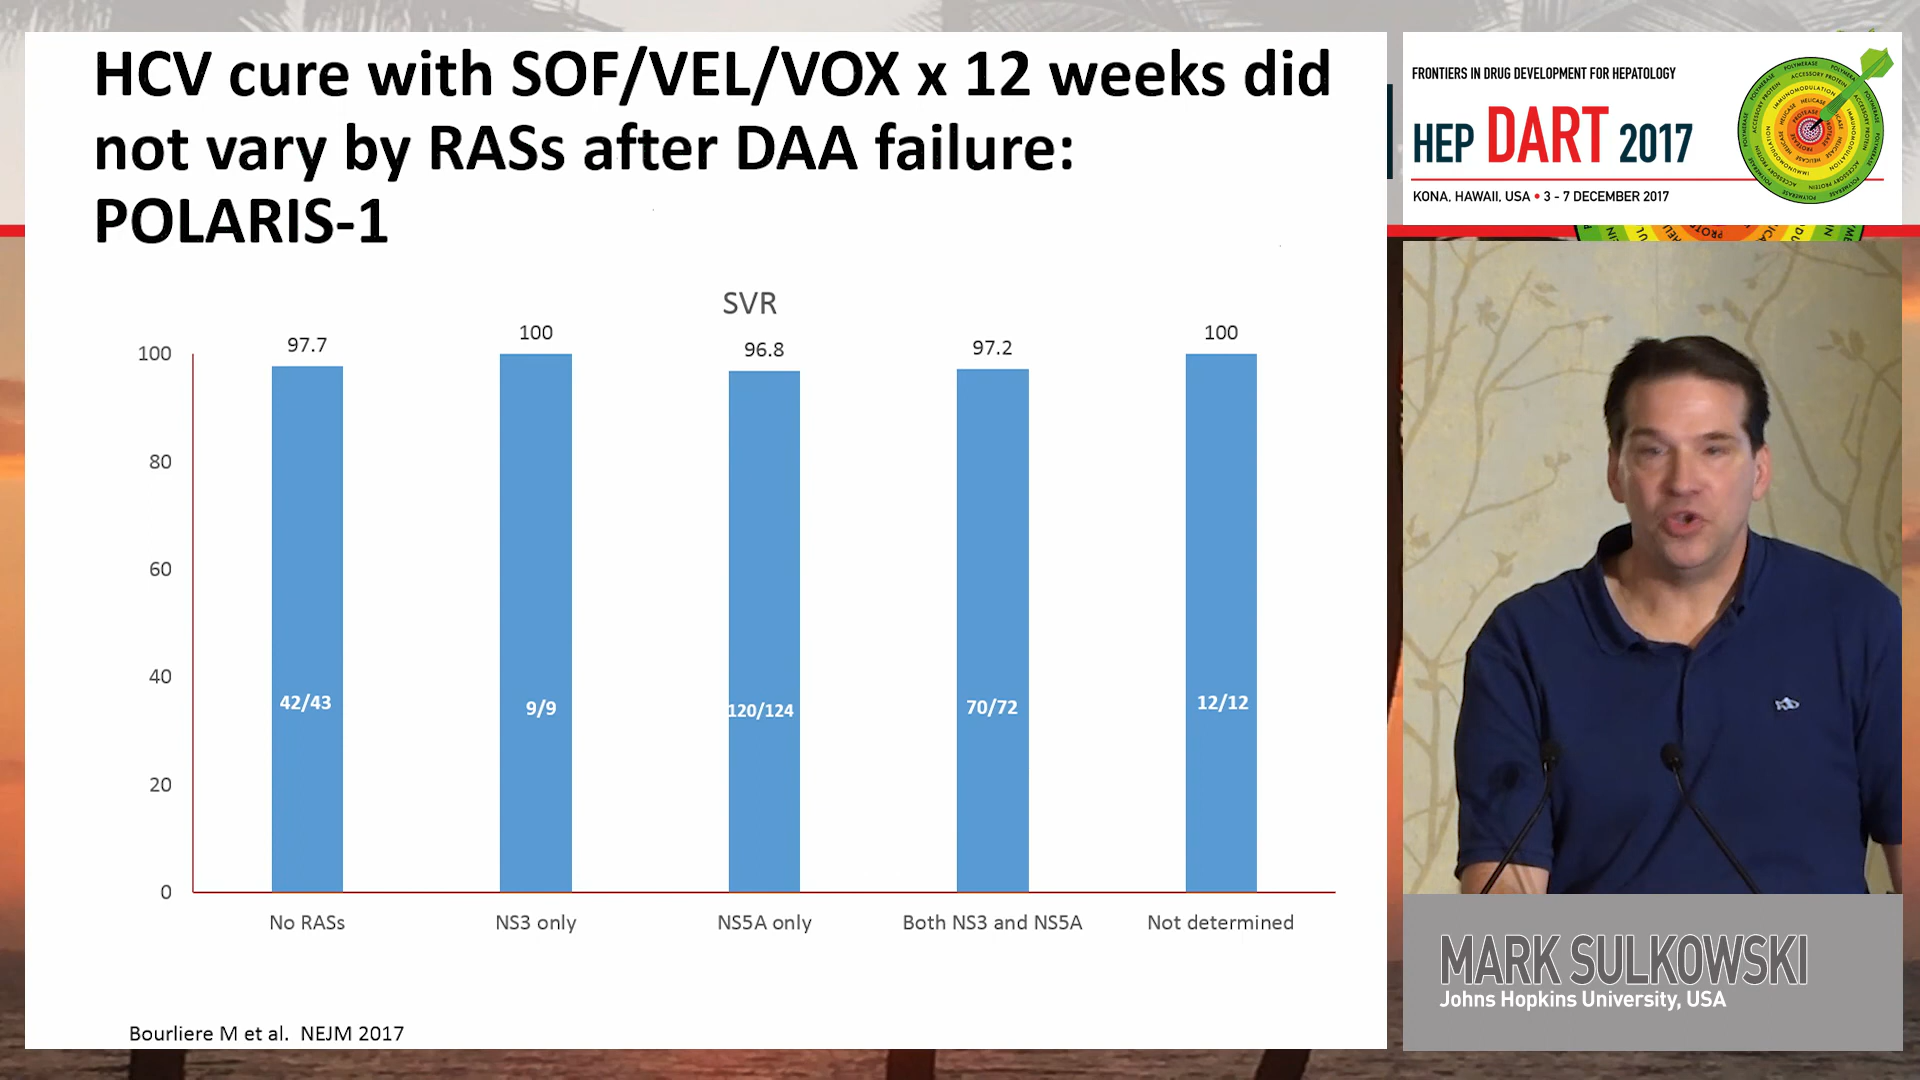 HCV cure with SOF/VEL/VOX x 12 weeks did
not vary by RASs after DAA failure:
POLARIS-1
SVR
97.7
100
96.8
97.2
100
100
80
60
40
20
0
42/43
9/9
120/124
70/72
12/12
No RASs
NS3 only
NS5A only
Both NS3 and NS5A
Not determined
Bourliere M et al. NEJM 2017
FRONTIERS IN DRUG DEVELOPMENT FOR HEPATOLOGY
HEP DART 2017
KONA, HAWAII, USA • 3 - 7 DECEMBER 2017
MARK SULKOWSKI
Johns Hopkins University, USA